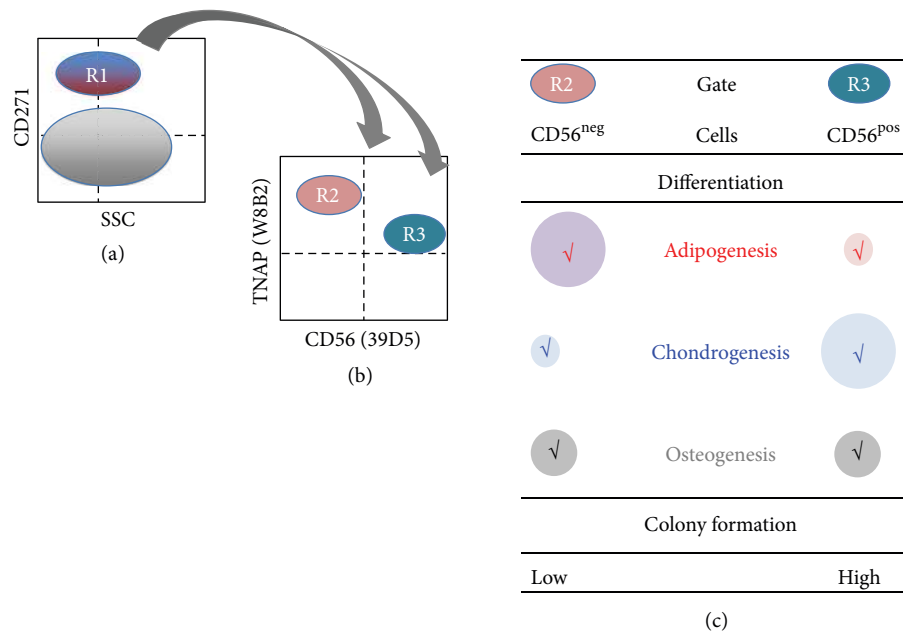 R1
CD271
SSC
(a)
R2
R3
TNAP (W8B2)
CD56 (39D5)
(b)
R2 Gate R3
CD56neg Cells CD56pos
Differentiation
√ Adipogenesis √
√ Chondrogenesis √
√ Osteogenesis √
Colony formation
Low High
(c)